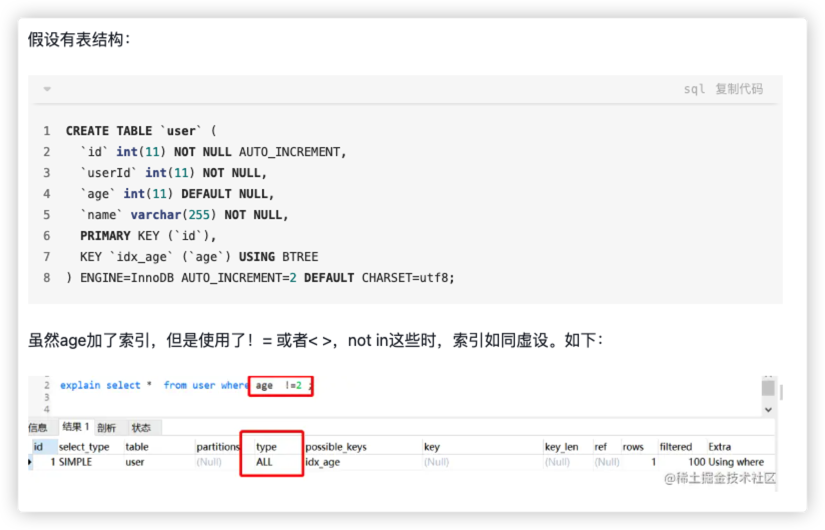 假设有表结构：
sql 复制代码
1 CREATE TABLE `user` (
2 `id` int(11) NOT NULL AUTO_INCREMENT,
3 `userId` int(11) NOT NULL,
4 `age` int(11) DEFAULT NULL,
5 `name` varchar(255) NOT NULL,
6 PRIMARY KEY (`id`),
7 KEY `idx_age` (`age`) USING BTREE
8 ) ENGINE=InnoDB AUTO_INCREMENT=2 DEFAULT CHARSET=utf8;
虽然age加了索引，但是使用了！= 或者< >，not in这些时，索引如同虚设。如下：
2 explain select * from user where age !=2 ;
3
4
信息 结果 1 剖析 状态
id select_type table partitions type possible_keys key key_len ref rows filtered Extra
1 SIMPLE user (Null) ALL idx_age (Null) (Null) (Null) 1 100 Using where
@稀土掘金技术社区